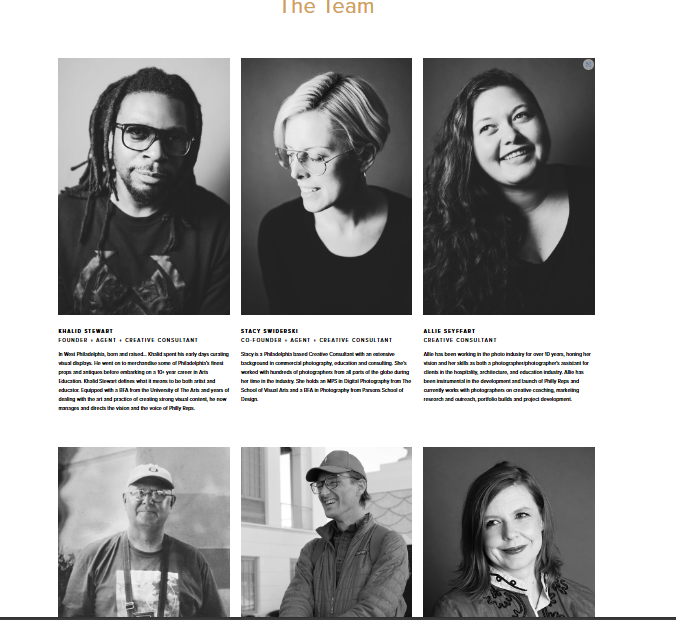 The Team
KHALID STEWART
FOUNDER + AGENT + CREATIVE CONSULTANT
In West Philadelphia, born and raised... Khalid spent his early days curating
visual displays. He went on to merchandise some of Philadelphia's finest
props and antiques before embarking on a 10+ year career in Arts
Education. Khalid Stewart defines what it means to be both artist and
educator. Equipped with a BFA from the University of The Arts and years of
dealing with the art and practice of creating strong visual content, he now
manages and directs the vision and the voice of Philly Reps.
STACY SWIDERSKI
CO-FOUNDER + AGENT + CREATIVE CONSULTANT
Stacy is a Philadelphia based Creative Consultant with an extensive
background in commercial photography, education and consulting. She's
worked with hundreds of photographers from all parts of the globe during
her time in the industry. She holds an MPS in Digital Photography from The
School of Visual Arts and a BFA in Photography from Parsons School of
Design.
ALLIE SEYFFART
CREATIVE CONSULTANT
Allie has been working in the photo industry for over 10 years, honing her
vision and her skills as both a photographer/photographer's assistant for
clients in the hospitality, architecture, and education industry. Allie has
been instrumental in the development and launch of Philly Reps and
currently works with photographers on creative coaching, marketing
research and outreach, portfolio builds and project development.